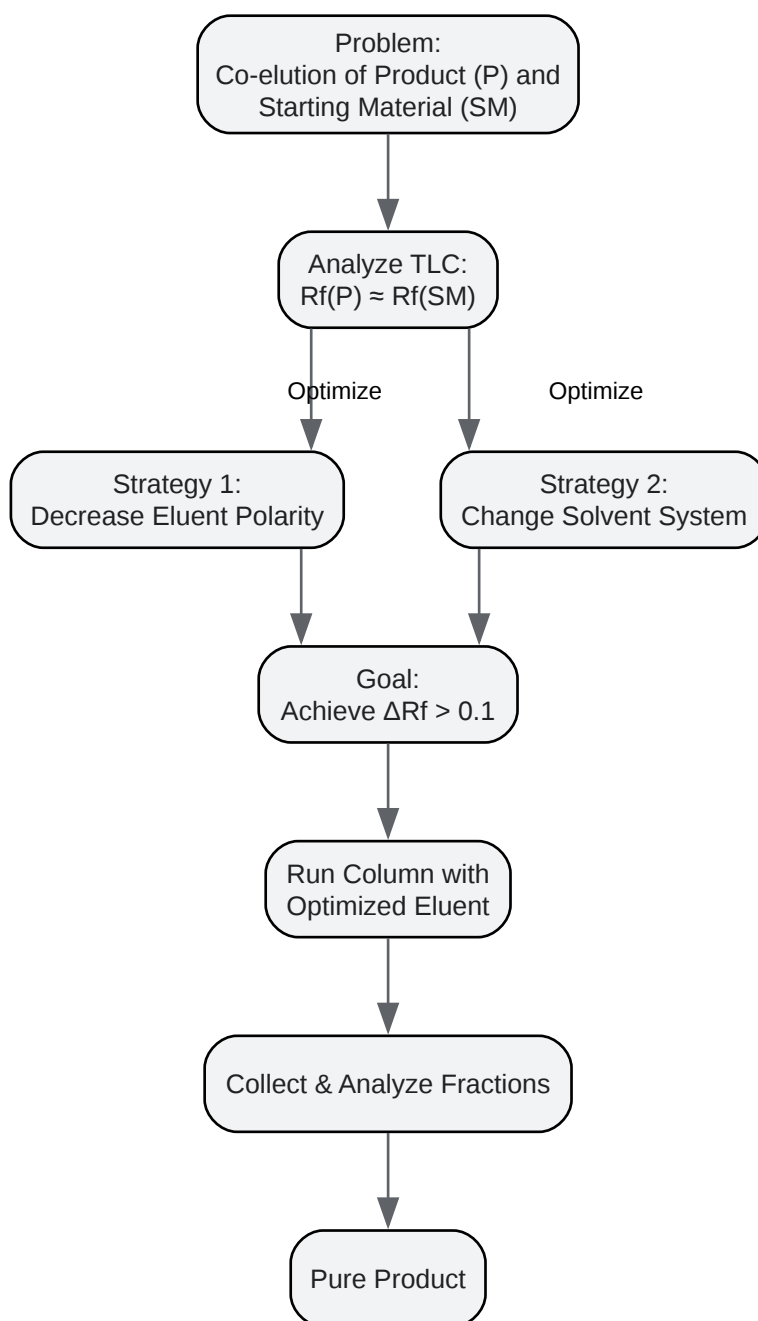 Problem:
Co-elution of Product (P) and
Starting Material (SM)
Analyze TLC:
Rf(P) ≈ Rf(SM)
Optimize
Optimize
Strategy 1:
Decrease Eluent Polarity
Strategy 2:
Change Solvent System
Goal:
Achieve ΔRf > 0.1
Run Column with
Optimized Eluent
Collect & Analyze Fractions
Pure Product